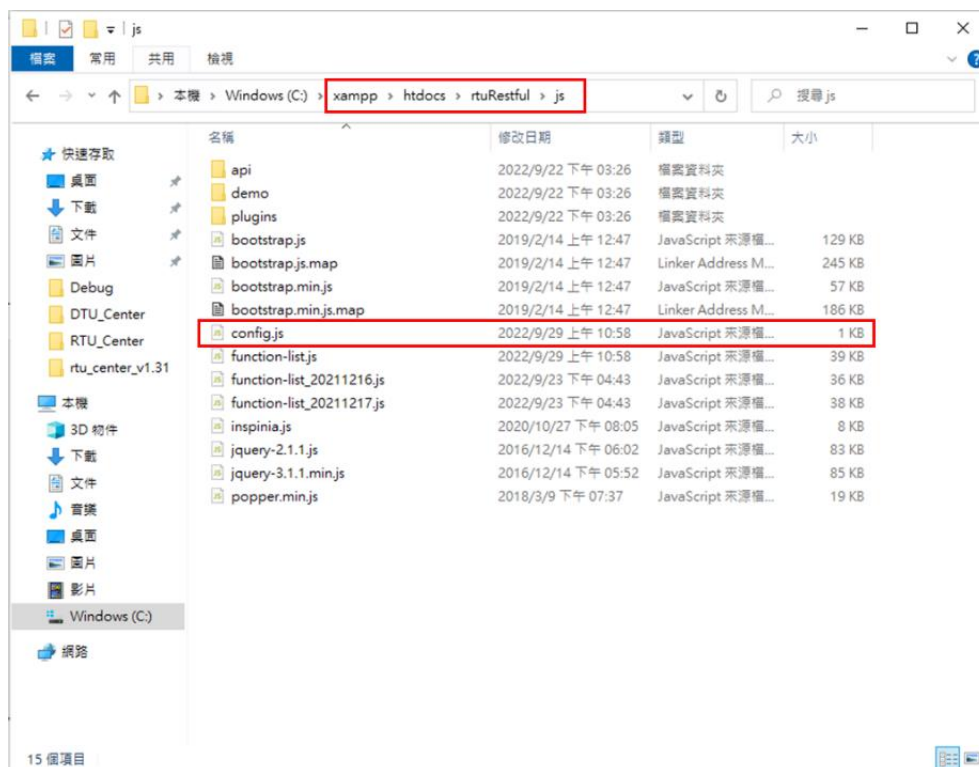 js
檔案 常用 共用 檢視
本機 > Windows (C:) > xampp > htdocs > rtuRestful > js 搜尋 js
名稱 修改日期 類型 大小
快速存取
桌面
下載
文件
圖片
Debug
DTU_Center
RTU_Center
rtu_center_v1.31
本機
3D 物件
下載
文件
音樂
桌面
圖片
影片
Windows (C:)
網路
api 2022/9/22 下午 03:26 檔案資料夾
demo 2022/9/22 下午 03:26 檔案資料夾
plugins 2022/9/22 下午 03:26 檔案資料夾
bootstrap.js 2019/2/14 上午 12:47 JavaScript 來源檔... 129 KB
bootstrap.js.map 2019/2/14 上午 12:47 Linker Address M... 245 KB
bootstrap.min.js 2019/2/14 上午 12:47 JavaScript 來源檔... 57 KB
bootstrap.min.js.map 2019/2/14 上午 12:47 Linker Address M... 186 KB
config.js 2022/9/29 上午 10:58 JavaScript 來源檔... 1 KB
function-list.js 2022/9/29 上午 10:58 JavaScript 來源檔... 39 KB
function-list_20211216.js 2022/9/23 下午 04:43 JavaScript 來源檔... 36 KB
function-list_20211217.js 2022/9/23 下午 04:43 JavaScript 來源檔... 38 KB
inspinia.js 2020/10/27 下午 08:05 JavaScript 來源檔... 8 KB
jquery-2.1.1.js 2016/12/14 下午 06:02 JavaScript 來源檔... 83 KB
jquery-3.1.1.min.js 2016/12/14 下午 05:52 JavaScript 來源檔... 85 KB
popper.min.js 2018/3/9 下午 07:37 JavaScript 來源檔... 19 KB
15 個項目